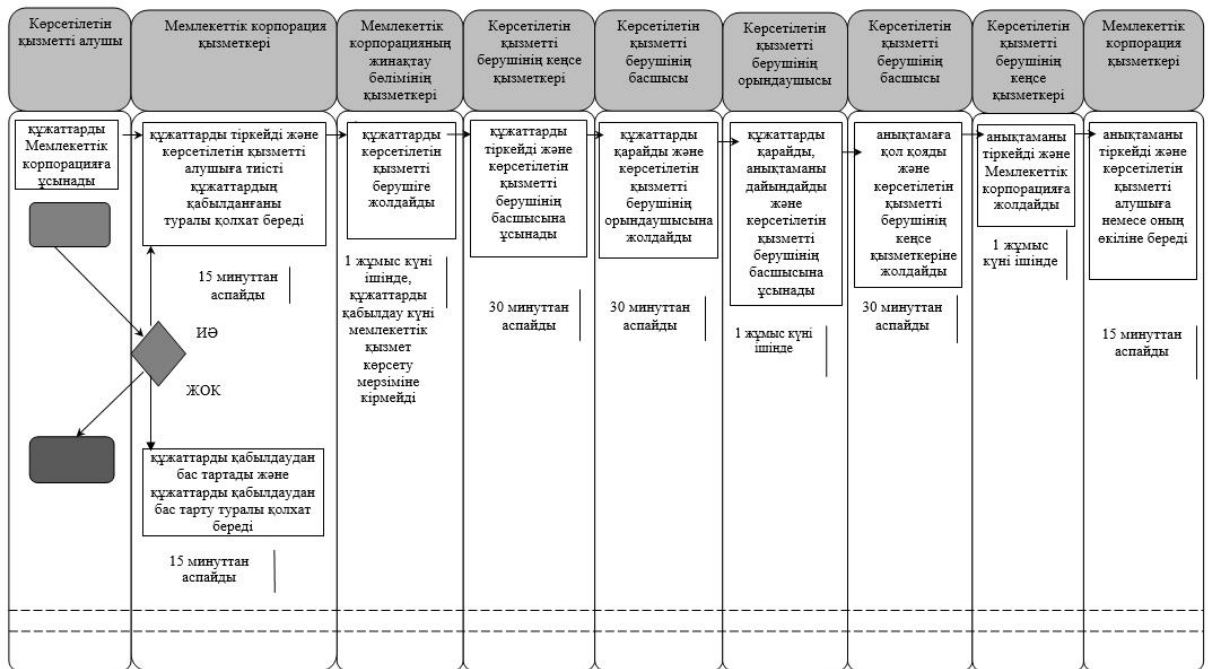 Көрсетілетін
қызметті алушы
Мемлекеттік корпорация
қызметкері
Мемлекеттік
корпорацияның
жинақтау
бөлімінің
қызметкері
Көрсетілетін
қызметті
берушінің кеңсе
қызметкері
Көрсетілетін
қызметті
берушінің
басшысы
Көрсетілетін
қызметті
берушінің
орындаушысы
Көрсетілетін
қызметті
берушінің
басшысы
Көрсетілетін
қызметті
берушінің
кеңсе
қызметкері
Мемлекеттік
корпорация
қызметкері
құжаттарды
Мемлекеттік
корпорацияға
ұсынады
құжаттарды тіркейді және
көрсетілетін қызметті
алушыға тиісті
құжаттардың
қабылданғаны
туралы қолхат береді
15 минуттан
аспайды
ИӘ
ЖОК
құжаттарды қабылдаудан
бас тартады және
құжаттарды қабылдаудан
бас тарту туралы қолхат
береді
15 минуттан
аспайды
құжаттарды
көрсетілетін
қызметті
берушіге
жолдайды
1 жұмыс күні
ішінде,
құжаттарды
қабылдау күні
мемлекеттік
қызмет
көрсету
мерзіміне
кірмейді
құжаттарды
тіркейді және
көрсетілетін
қызметті
берушінің
басшысына
ұсынады
30 минуттан
аспайды
құжаттарды
қарайды және
көрсетілетін
қызметті
берушінің
орындаушысына
жолдайды
30 минуттан
аспайды
құжаттарды
қарайды,
анықтаманы
дайындайды
және
көрсетілетін
қызметті
берушінің
басшысына
ұсынады
1 жұмыс күні
ішінде
анықтамаға
қол қояды
және
көрсетілетін
қызметті
берушінің
кеңсе
қызметкеріне
жолдайды
30 минуттан
аспайды
анықтаманы
тіркейді және
Мемлекеттік
корпорацияға
жолдайды
1 жұмыс
күні ішінде
анықтаманы
тіркейді және
көрсетілетін
қызметті
алушыға
немесе оның
өкіліне береді
15 минуттан
аспайды